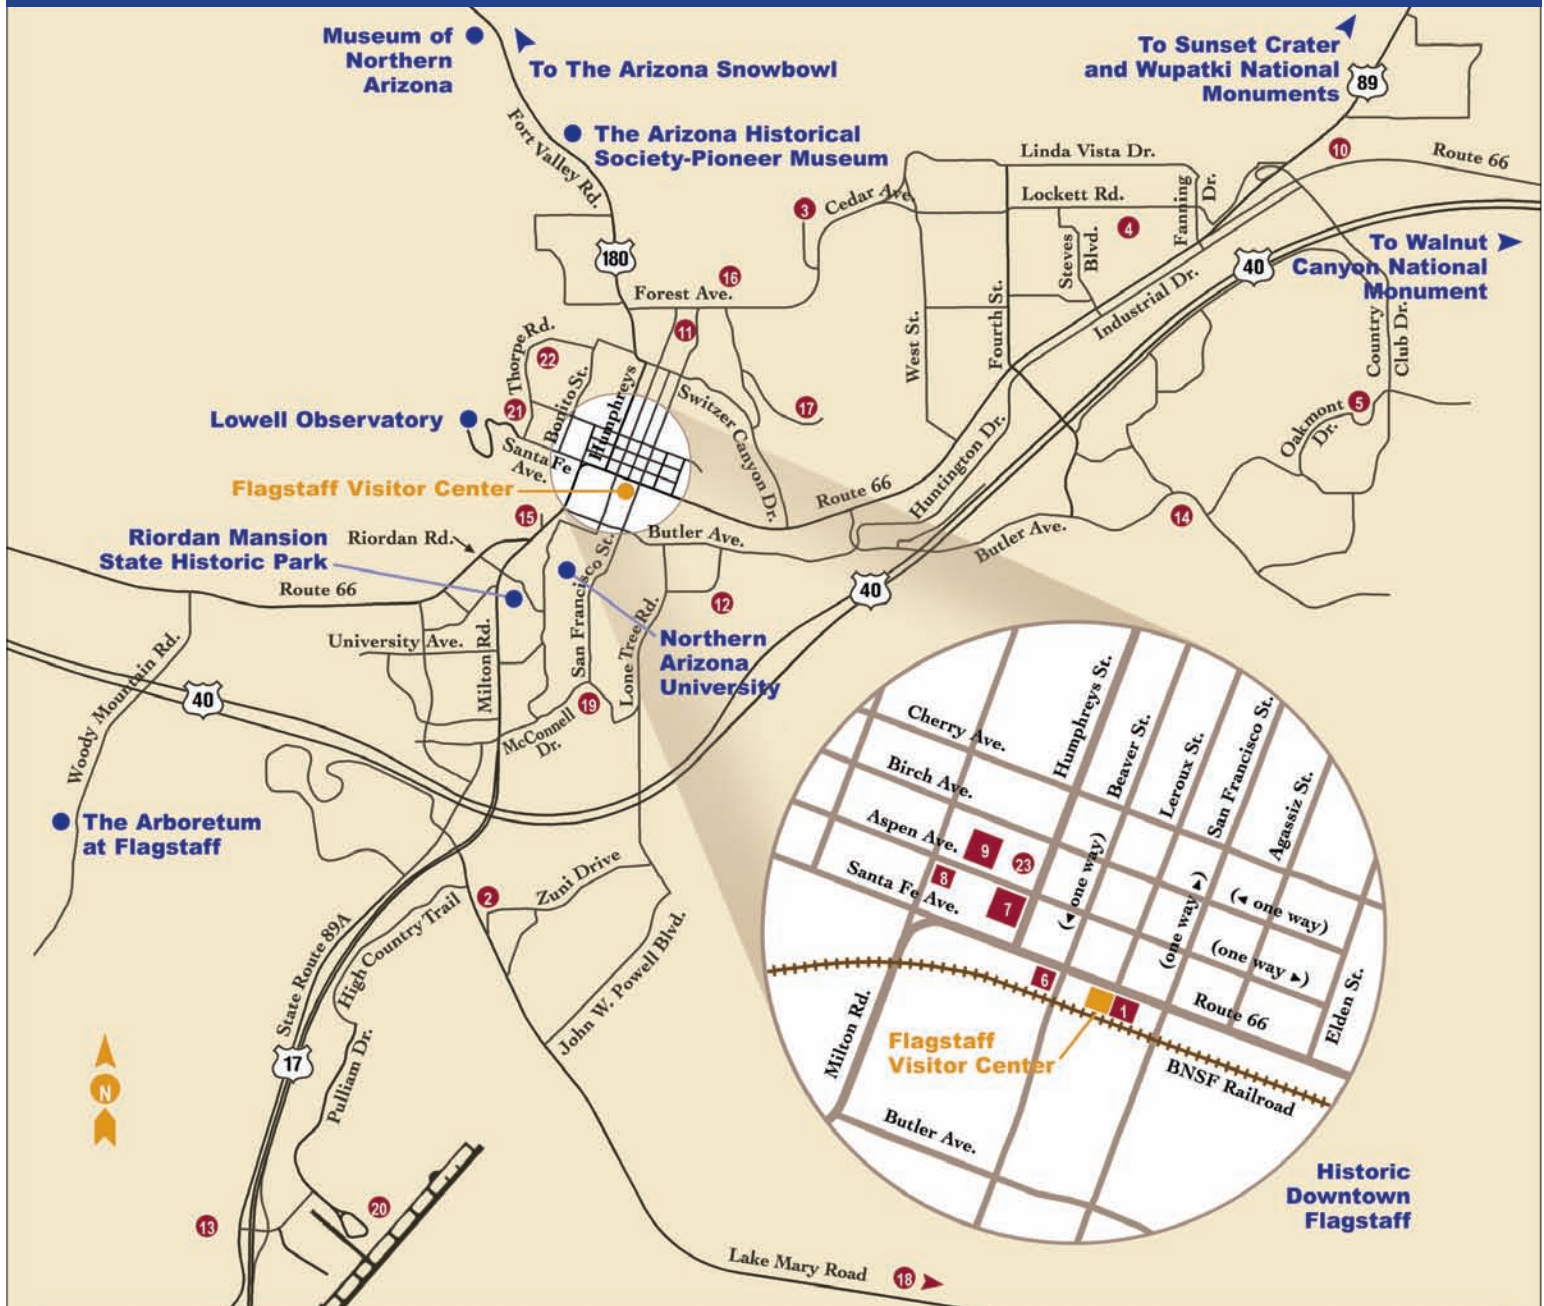 Museum of
Northern
Arizona
To The Arizona Snowbowl
To Sunset Crater
and Wupatki National
Monuments
89
Fort Valley Rd.
The Arizona Historical
Society-Pioneer Museum
10
Route 66
Linda Vista Dr.
Lockett Rd.
Fanning
Dr.
3
Cedar Ave.
4
Steves
Blvd.
180
To Walnut
Canyon National
Monument
40
16
Forest Ave.
11
Industrial Dr.
Country
Club Dr.
West St.
Fourth St.
Thorpe Rd.
22
Bonito St.
Humphreys
Switzer Canyon Dr.
17
5
Oakmont
Dr.
21
Lowell Observatory
Santa Fe
Ave.
Flagstaff Visitor Center
Route 66
Huntington Dr.
14
15
Riordan Mansion
State Historic Park
Riordan Rd.
Butler Ave.
Butler Ave.
Route 66
40
12
San Francisco St.
Lone Tree Rd.
University Ave.
Milton Rd.
Northern
Arizona
University
Woody Mountain Rd.
40
19
McConnell
Dr.
The Arboretum
at Flagstaff
2
Zuni Drive
High Country Trail
State Route 89A
John W. Powell Blvd.
17
Pulliam Dr.
N
13
20
Lake Mary Road
18
Humphreys St.
Beaver St.
Leroux St.
San Francisco St.
Agassiz St.
Cherry Ave.
Birch Ave.
Aspen Ave.
Santa Fe Ave.
9
23
8
7
(◄ one way)
(one way ►)
(◄ one way)
(one way ►)
6
1
Route 66
Elden St.
Milton Rd.
Flagstaff
Visitor Center
BNSF Railroad
Butler Ave.
Historic
Downtown
Flagstaff